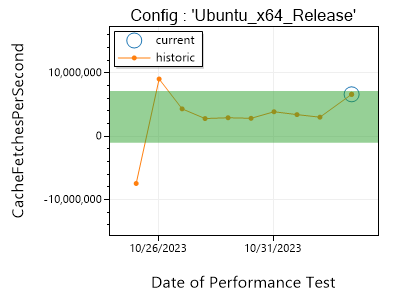 Config : 'Ubuntu_x64_Release'
current
historic
CacheFetchesPerSecond
10,000,000
0
-10,000,000
10/26/2023
10/31/2023
Date of Performance Test